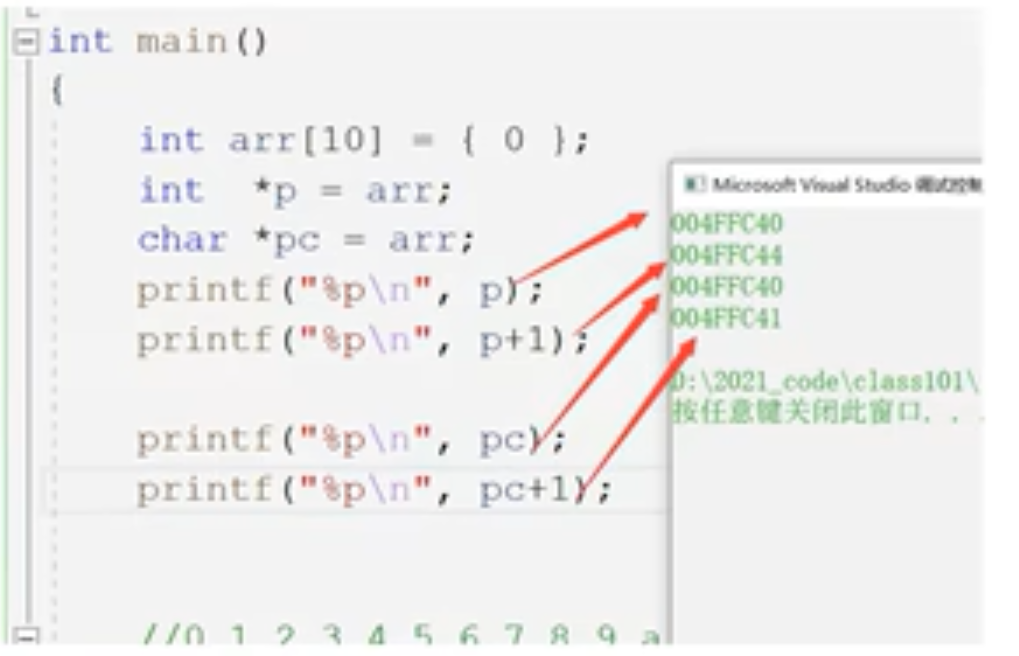 int main()
{
int arr[10] = { 0 };
int *p = arr;
char *pc = arr;
printf("%p\n", p);
printf("%p\n", p+1);
printf("%p\n", pc);
printf("%p\n", pc+1);
//0 1 2 3 4 5 6 7 8 9 a
Microsoft Visual Studio 调试控制
004FFC40
004FFC44
004FFC40
004FFC41
D:\2021_code\class101\
按任意键关闭此窗口. . .